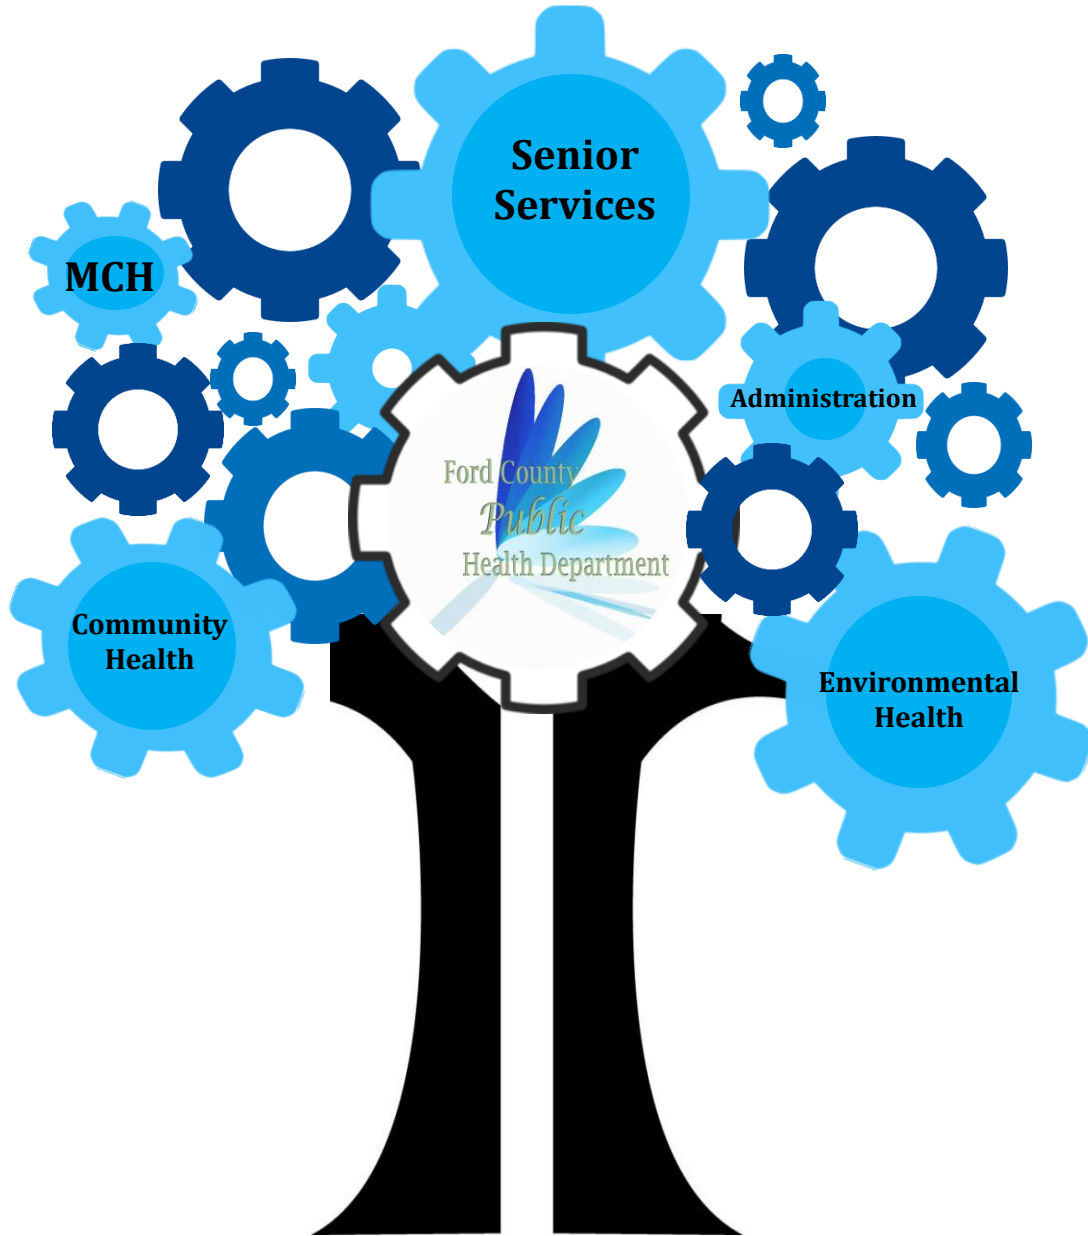 Senior
Services
MCH
Administration
Ford County
Public
Health Department
Community
Health
Environmental
Health